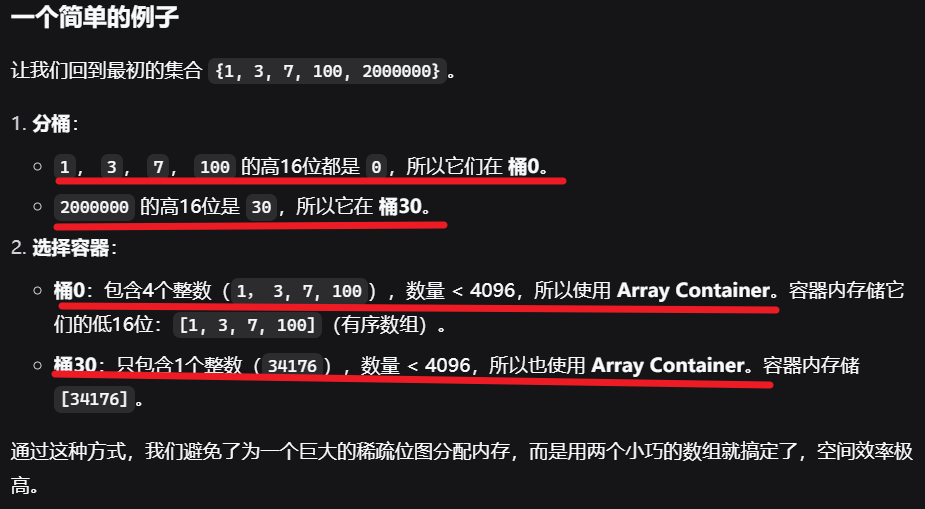 一个简单的例子
让我们回到最初的集合 {1, 3, 7, 100, 2000000}。
1. 分桶：
1， 3， 7， 100 的高16位都是 0，所以它们在 桶0。
2000000 的高16位是 30，所以它在 桶30。
2. 选择容器：
桶0：包含4个整数（1， 3, 7, 100），数量 < 4096，所以使用 Array Container。容器内存储它
们的低16位：[1, 3, 7, 100]（有序数组）。
桶30：只包含1个整数（34176），数量 < 4096，所以也使用 Array Container。容器内存储
[34176]。
通过这种方式，我们避免了为一个巨大的稀疏位图分配内存，而是用两个小巧的数组就搞定了，空间效率极
高。